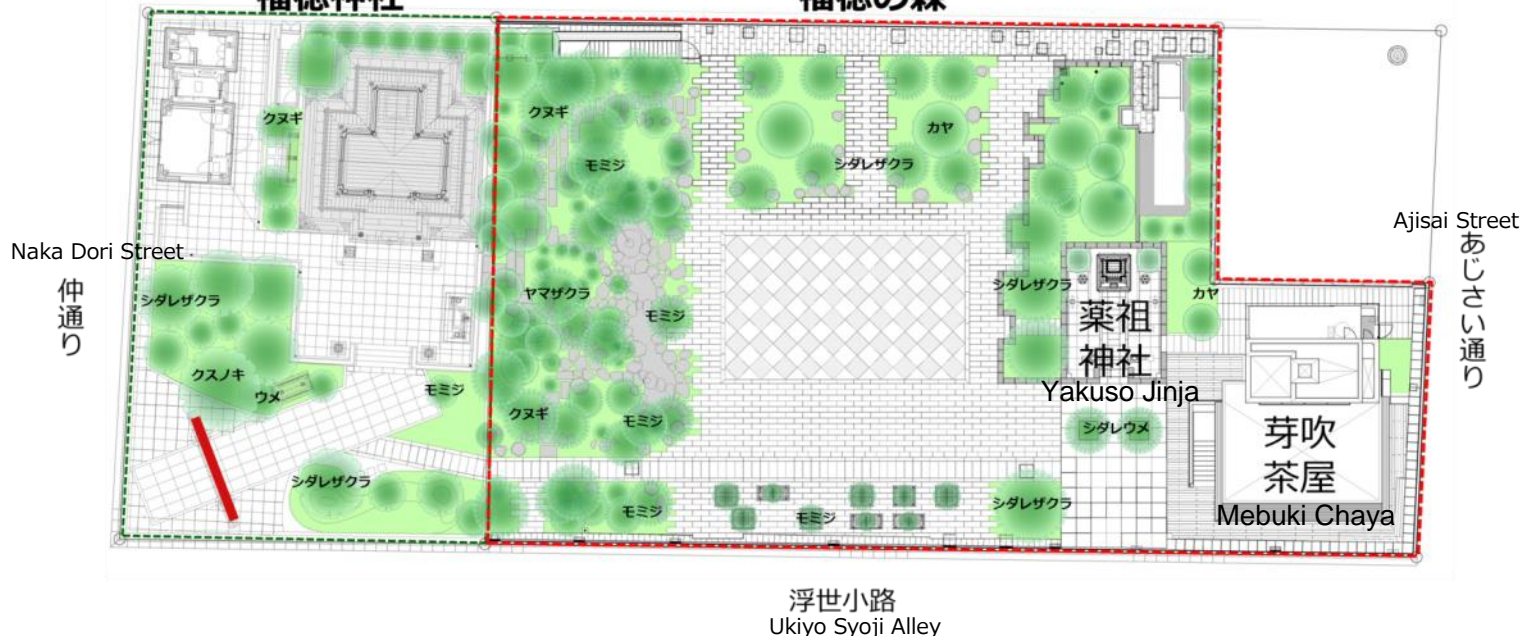 福徳神社
福徳の森
クヌギ
クヌギ
カヤ
モミジ
シダレザクラ
Naka Dori Street
仲通り
Ajisai Street
あじさい通り
シダレザクラ
ヤマザクラ
シダレザクラ
カヤ
モミジ
薬祖
神社
Yakuso Jinja
クスノキ
ウメ
モミジ
クヌギ
モミジ
シダレウメ
芽吹
茶屋
Mebuki Chaya
シダレザクラ
モミジ
モミジ
シダレザクラ
浮世小路
Ukiyo Syoji Alley